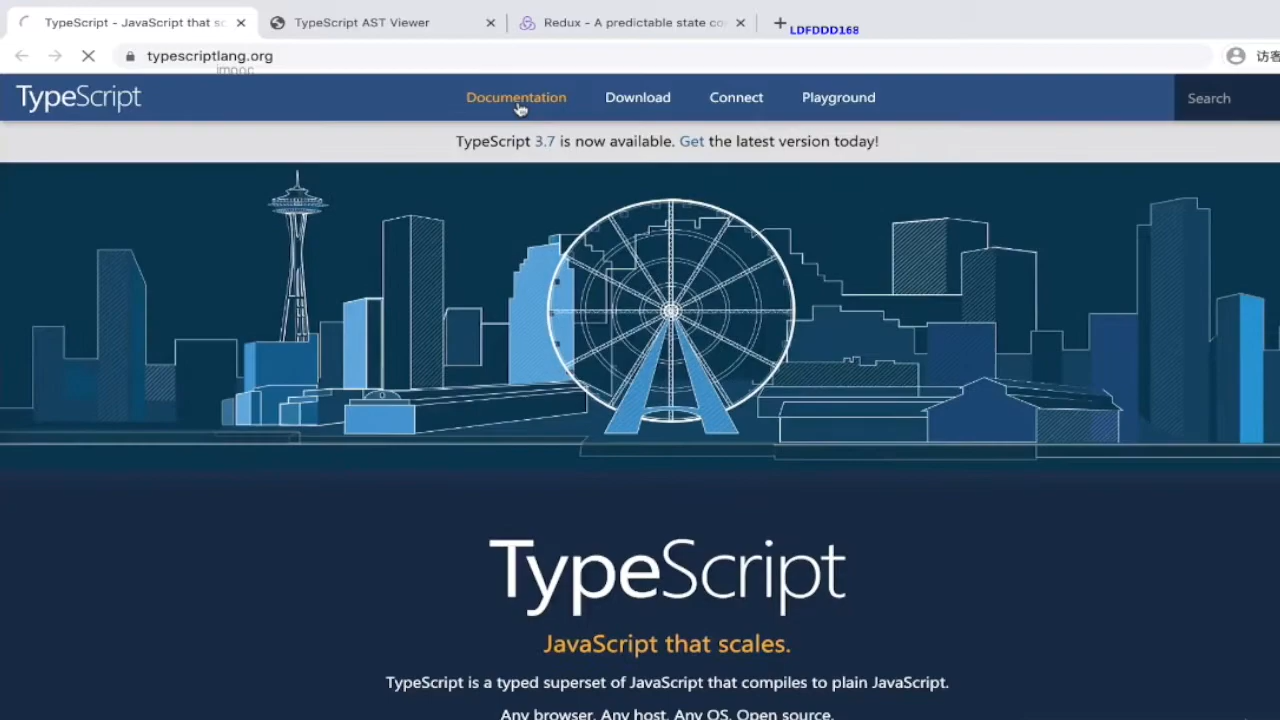 TypeScript - JavaScript that sc
TypeScript AST Viewer
Redux - A predictable state co
LDFDDD168
typescriptlang.org
imooc
访客
TypeScript
Documentation
Download
Connect
Playground
Search
TypeScript 3.7 is now available. Get the latest version today!
TypeScript
JavaScript that scales.
TypeScript is a typed superset of JavaScript that compiles to plain JavaScript.
Any browser. Any host. Any OS. Open source.